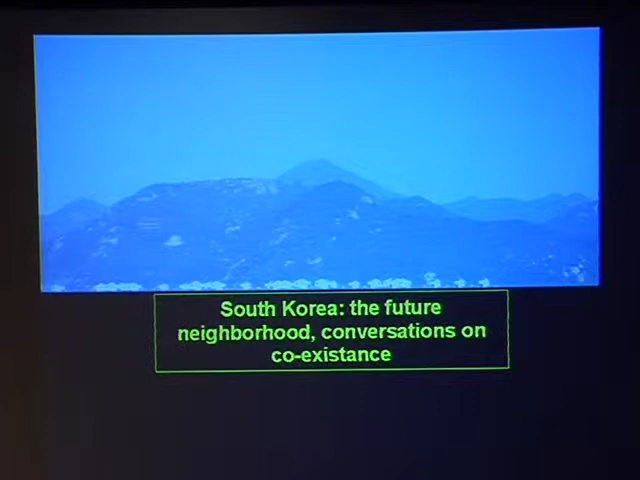 South Korea: the future
neighborhood, conversations on
co-existance